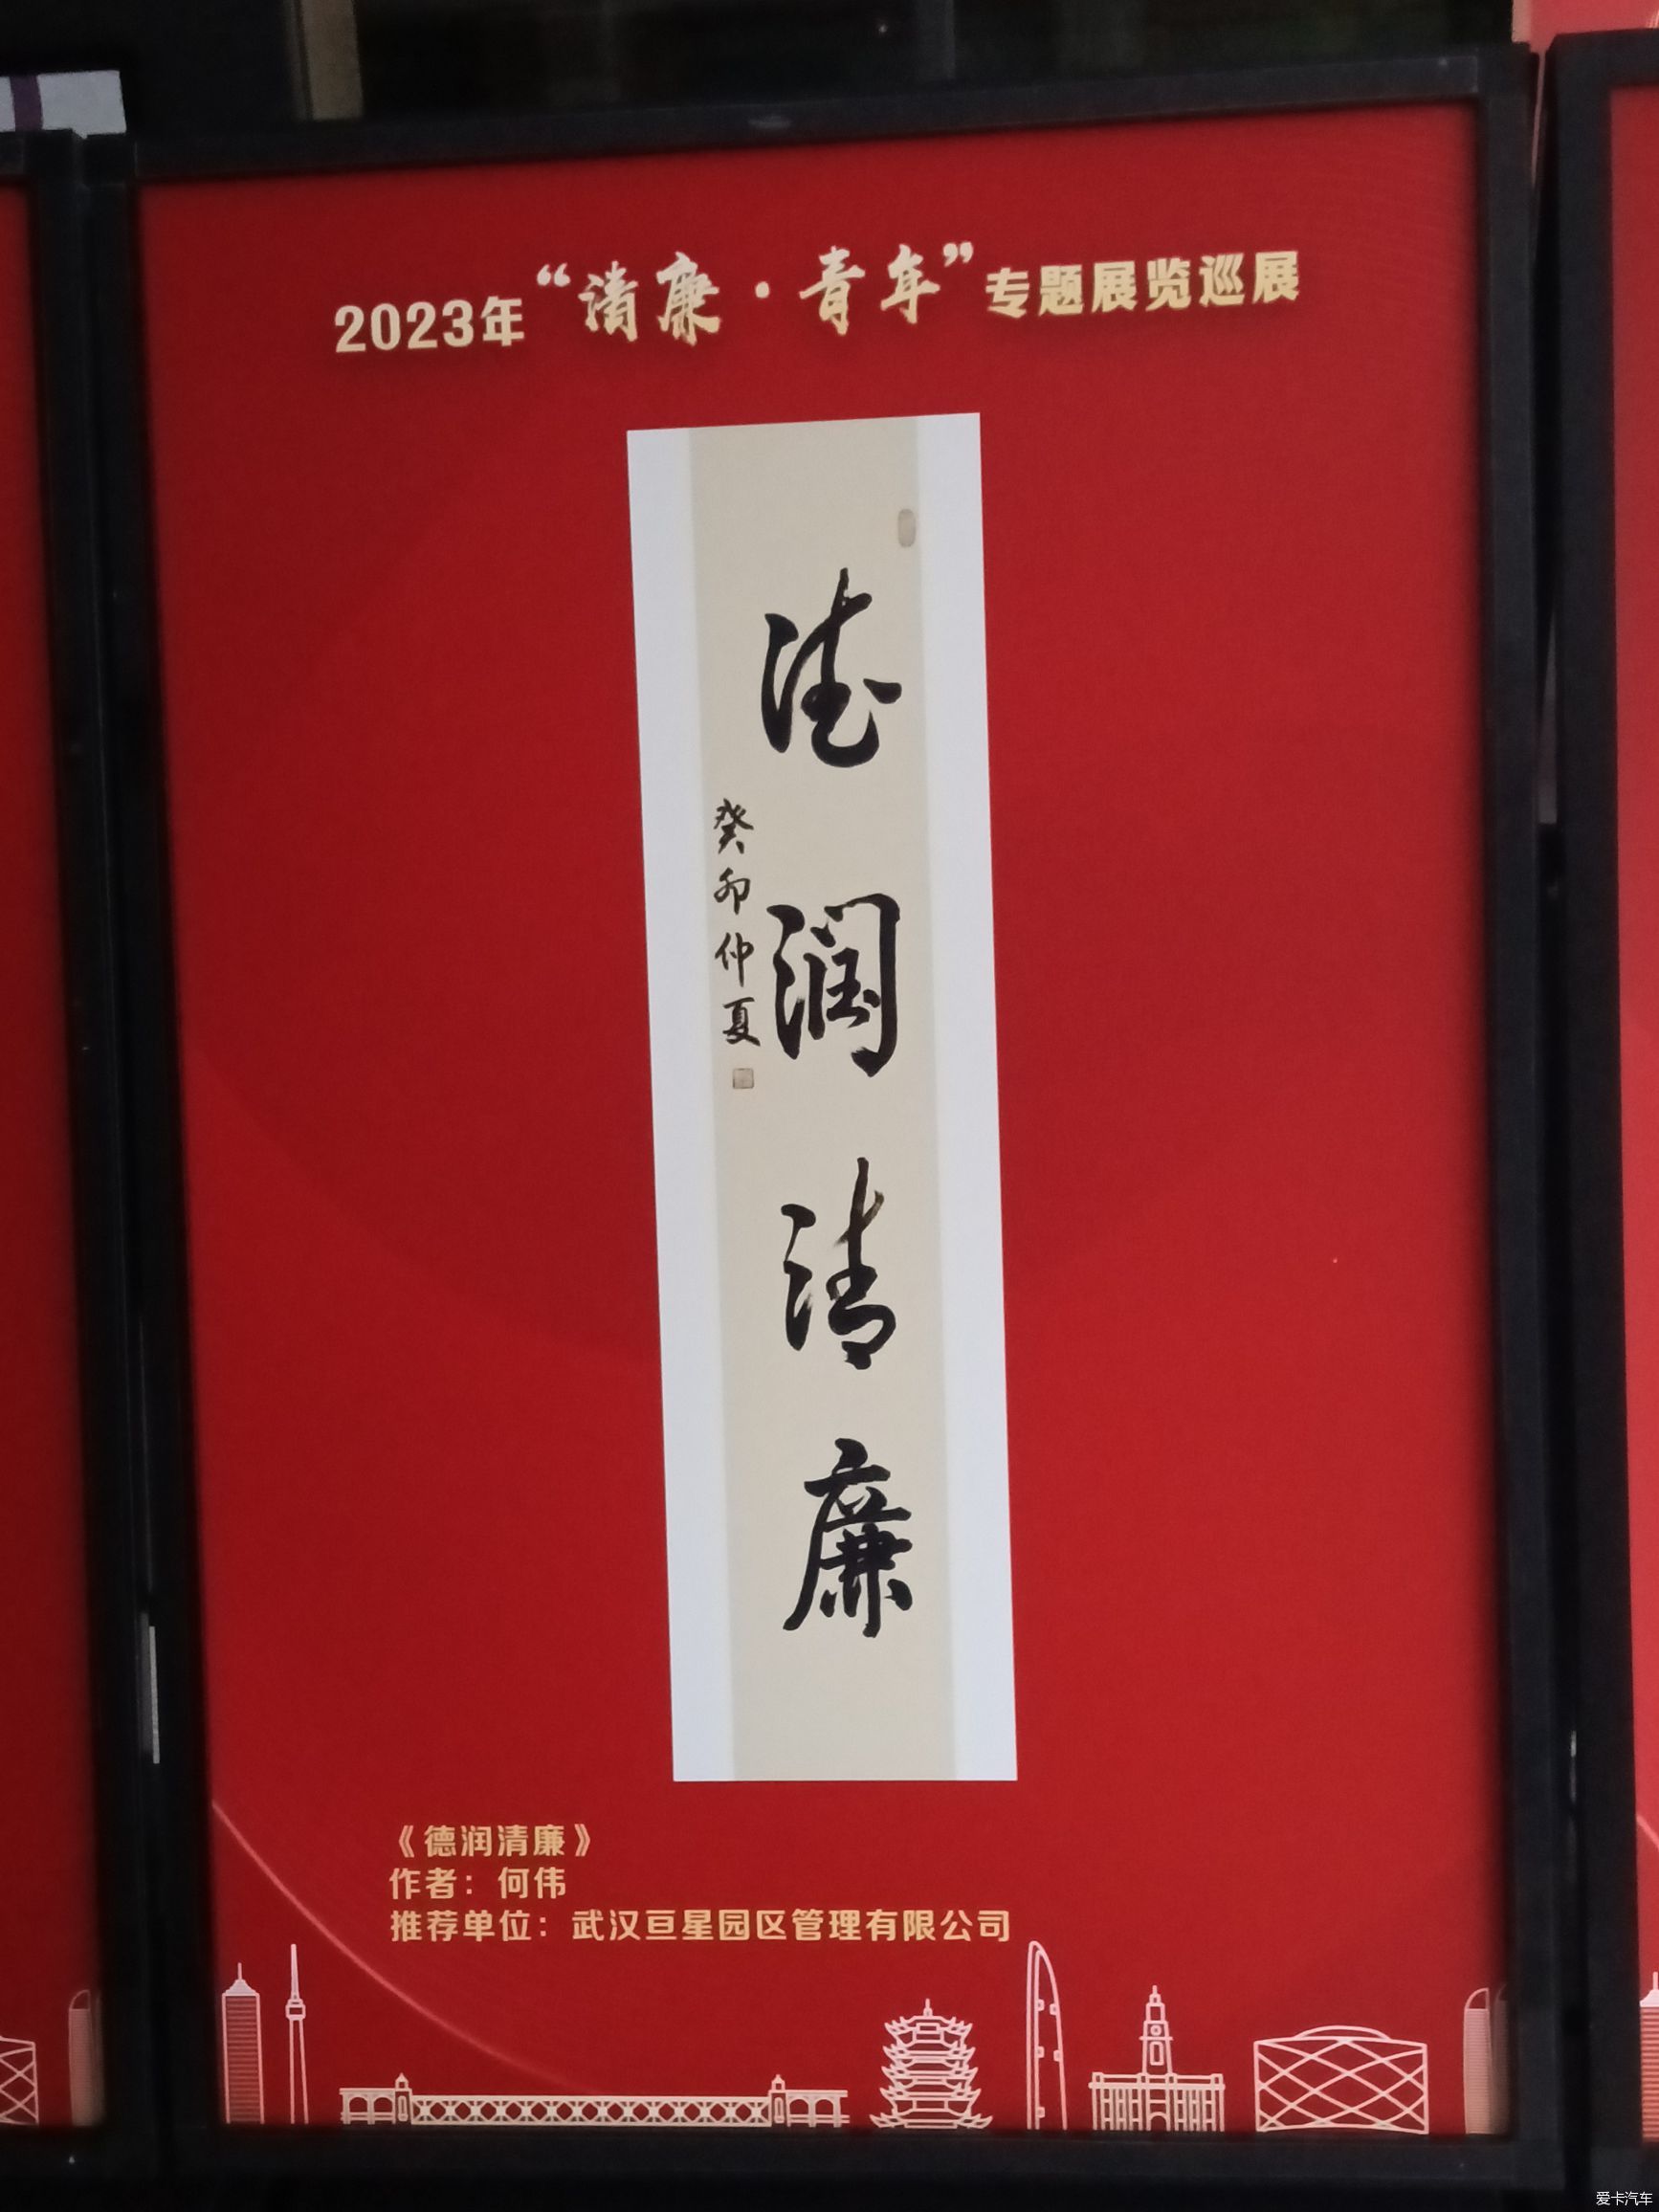 2023年“清廉·青年”专题展览巡展
德润清廉
癸卯仲夏
《德润清廉》
作者：何伟
推荐单位：武汉亘星园区管理有限公司
爱卡汽车